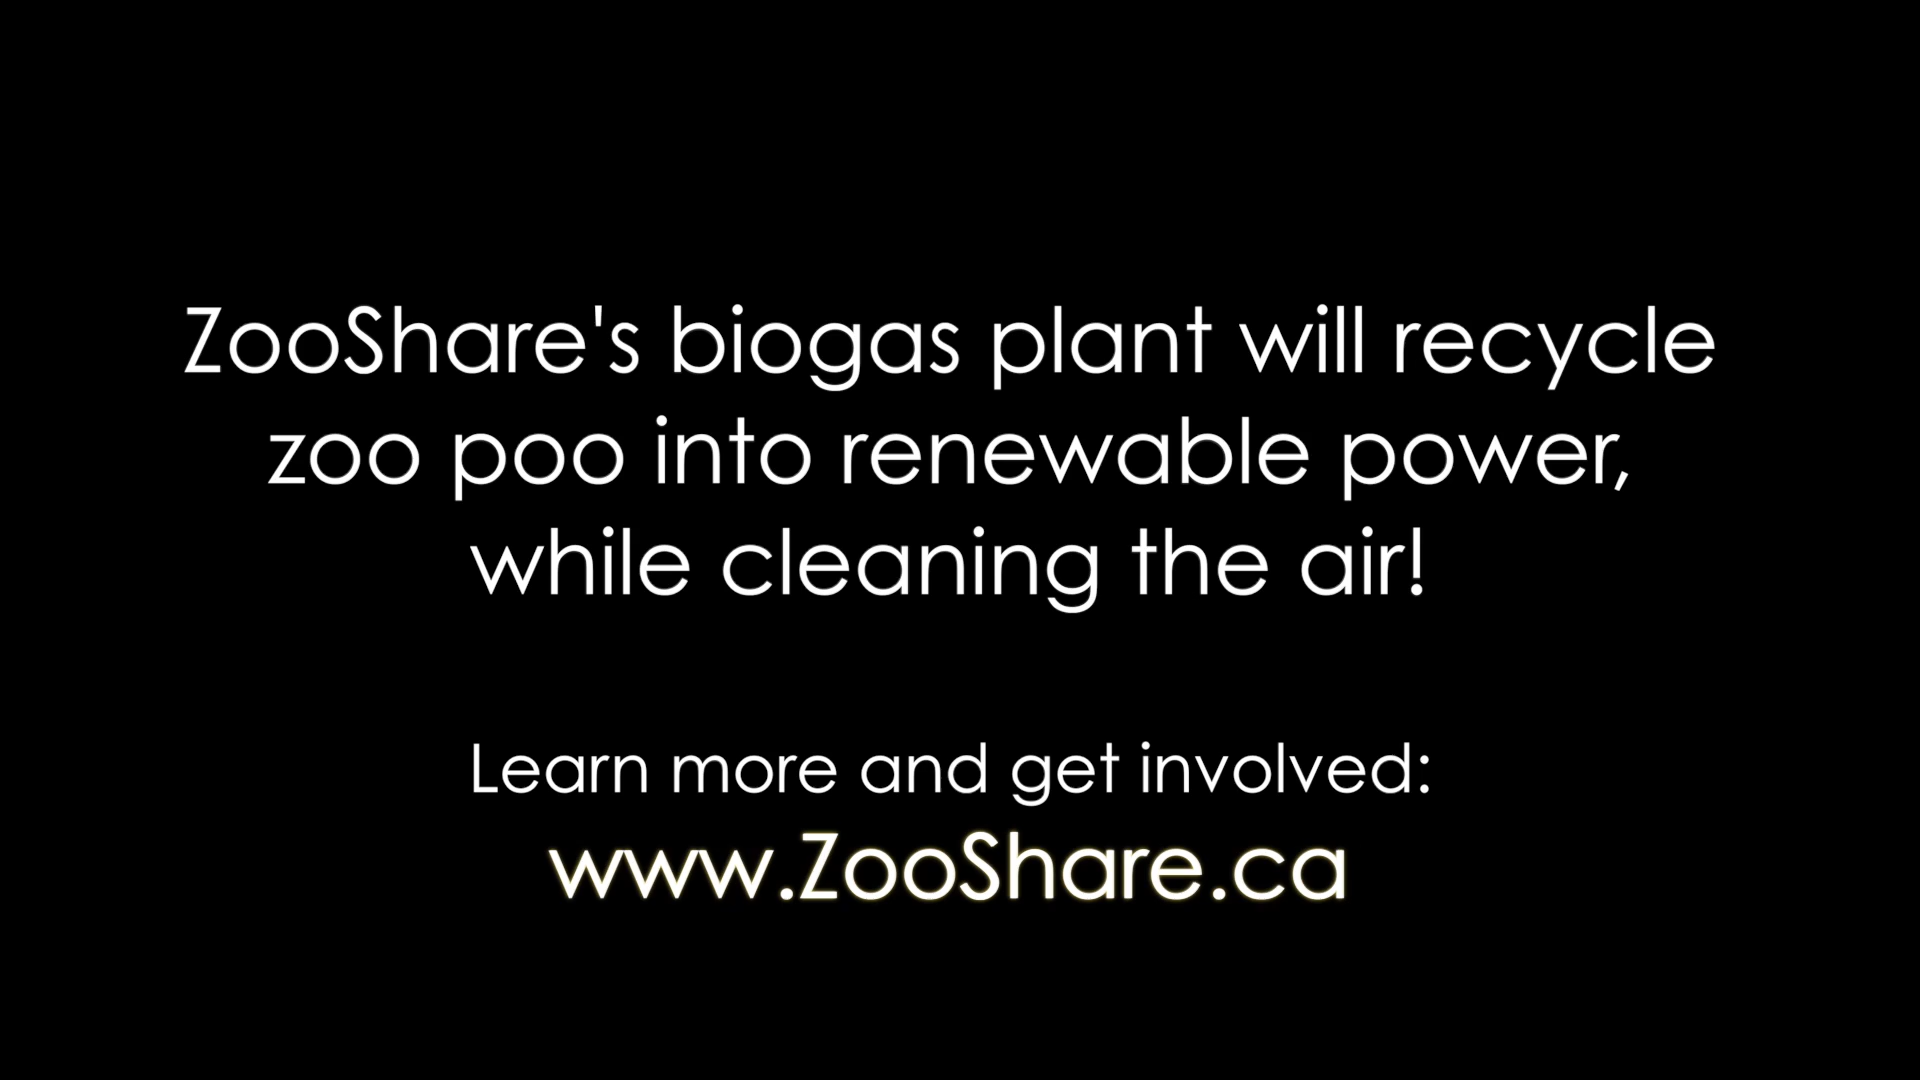 ZooShare's biogas plant will recycle
zoo poo into renewable power,
while cleaning the air!
Learn more and get involved:
www.ZooShare.ca